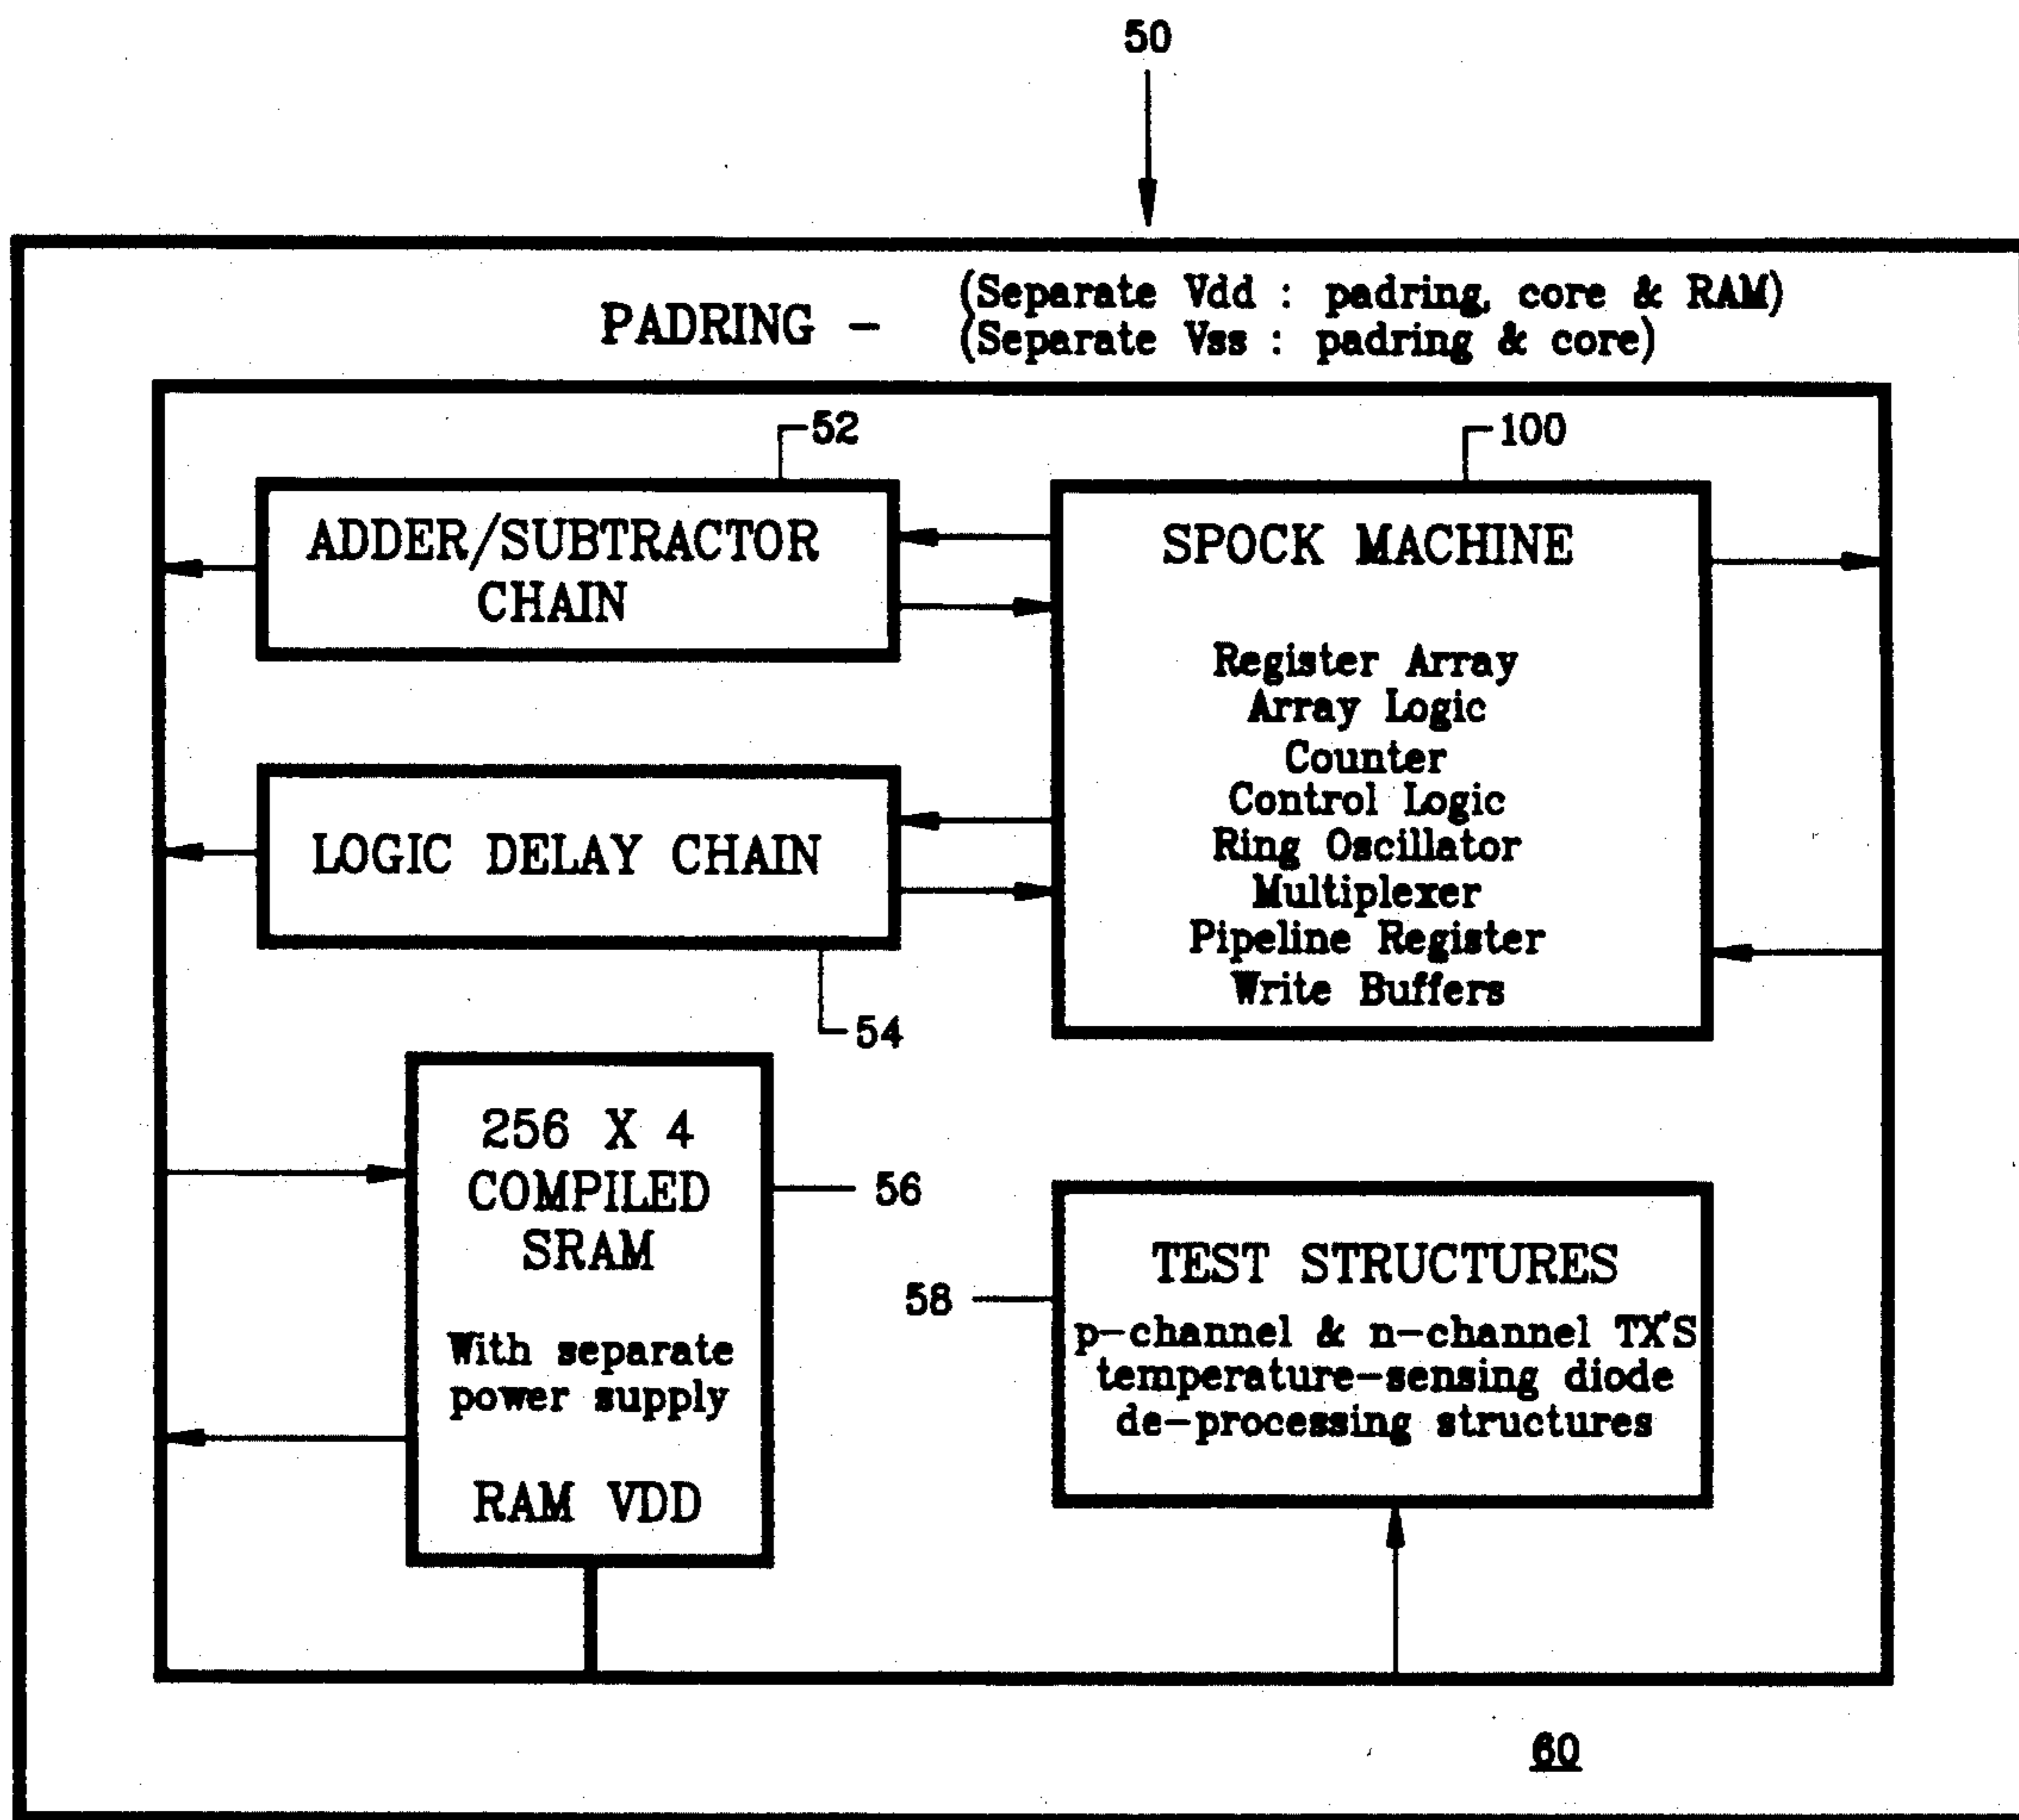 50
PADRING - (Separate Vdd : padring, core & RAM)
(Separate Vss : padring & core)
52
100
ADDER/SUBTRACTOR
CHAIN
SPOCK MACHINE
Register Array
Array Logic
Counter
Control Logic
Ring Oscillator
Multiplexer
Pipeline Register
Write Buffers
LOGIC DELAY CHAIN
54
256 X 4
COMPILED
SRAM
With separate
power supply
RAM VDD
56
58
TEST STRUCTURES
p-channel & n-channel TX'S
temperature-sensing diode
de-processing structures
60